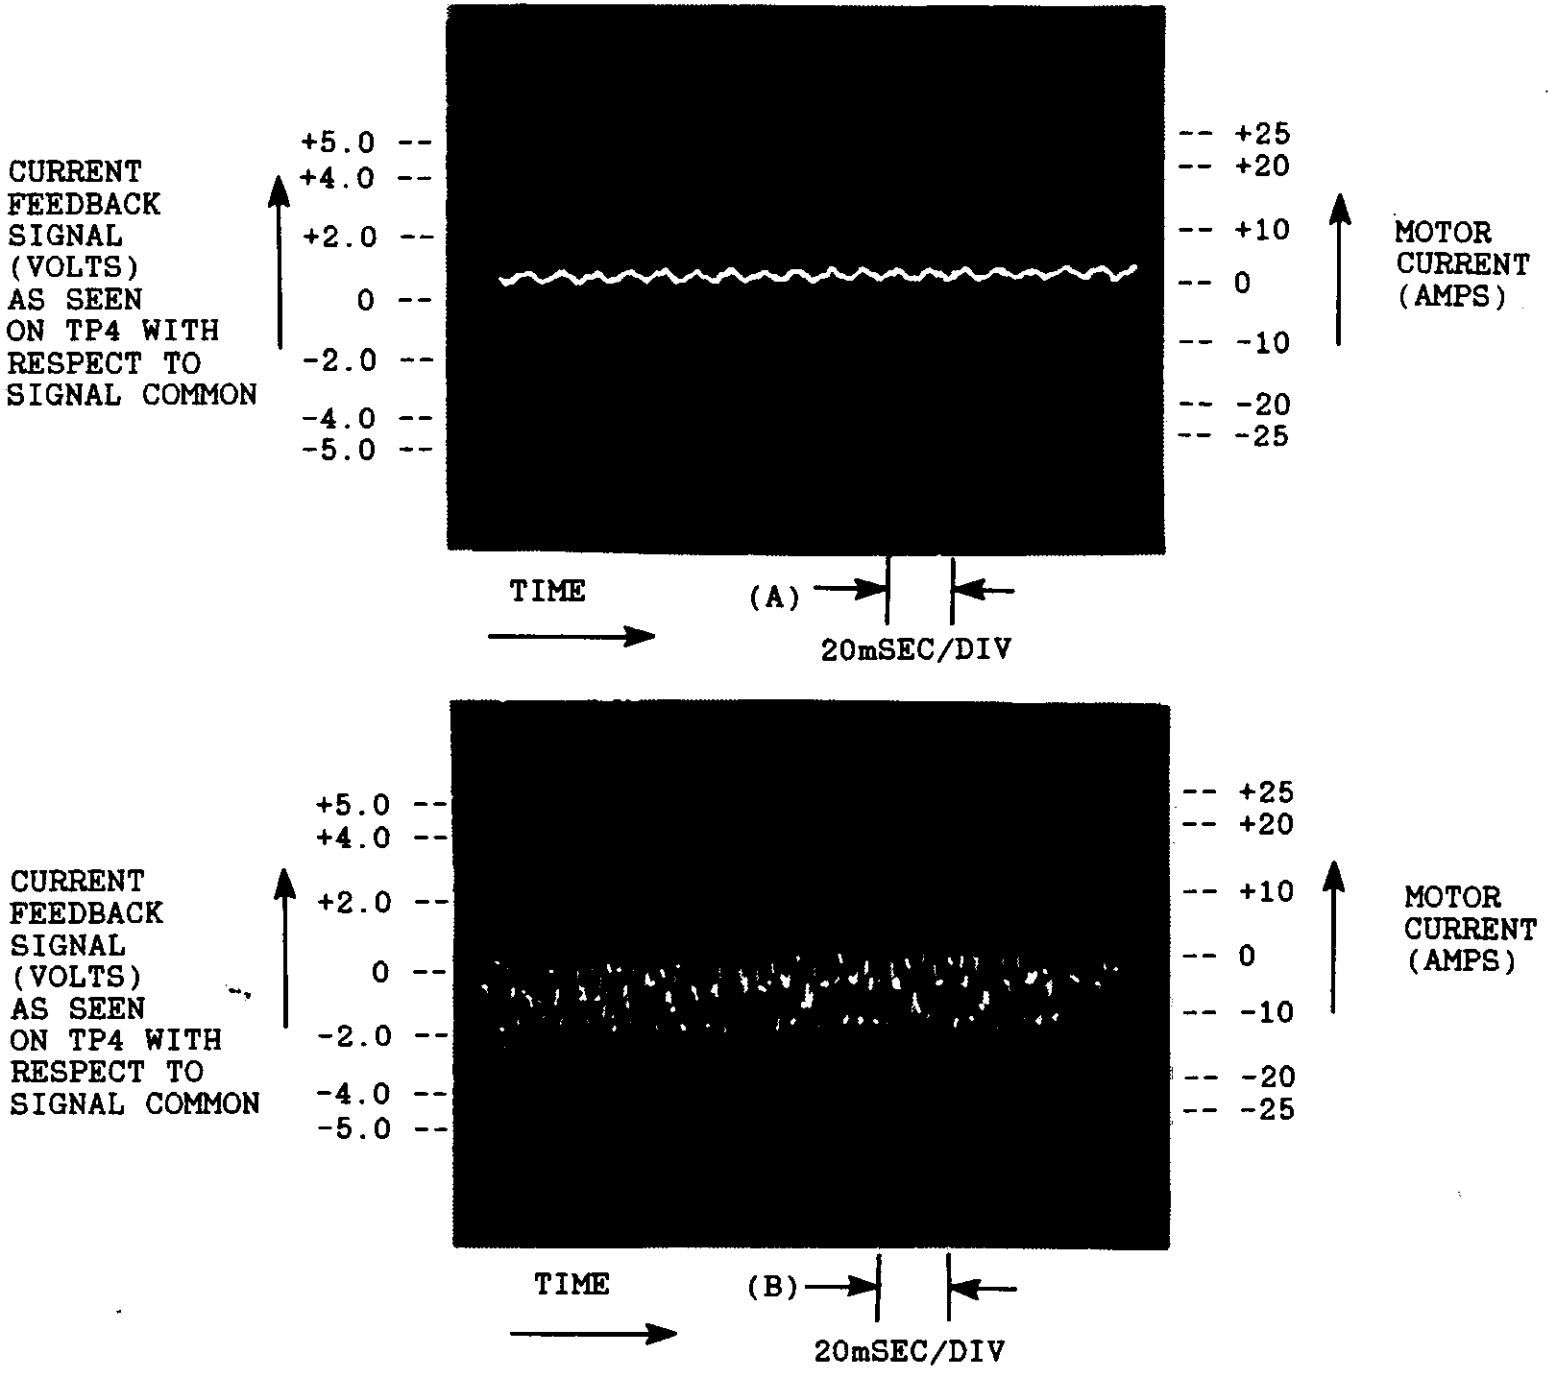 +5.0 --
+4.0 --
+2.0 --
0 --
-2.0 --
-4.0 --
-5.0 --
CURRENT
FEEDBACK
SIGNAL
(VOLTS)
AS SEEN
ON TP4 WITH
RESPECT TO
SIGNAL COMMON
-- +25
-- +20
-- +10
-- 0
-- -10
-- -20
-- -25
MOTOR
CURRENT
(AMPS)
TIME
(A)
20mSEC/DIV
+5.0 --
+4.0 --
+2.0 --
0 --
-2.0 --
-4.0 --
-5.0 --
CURRENT
FEEDBACK
SIGNAL
(VOLTS)
AS SEEN
ON TP4 WITH
RESPECT TO
SIGNAL COMMON
-- +25
-- +20
-- +10
-- 0
-- -10
-- -20
-- -25
MOTOR
CURRENT
(AMPS)
TIME
(B)
20mSEC/DIV